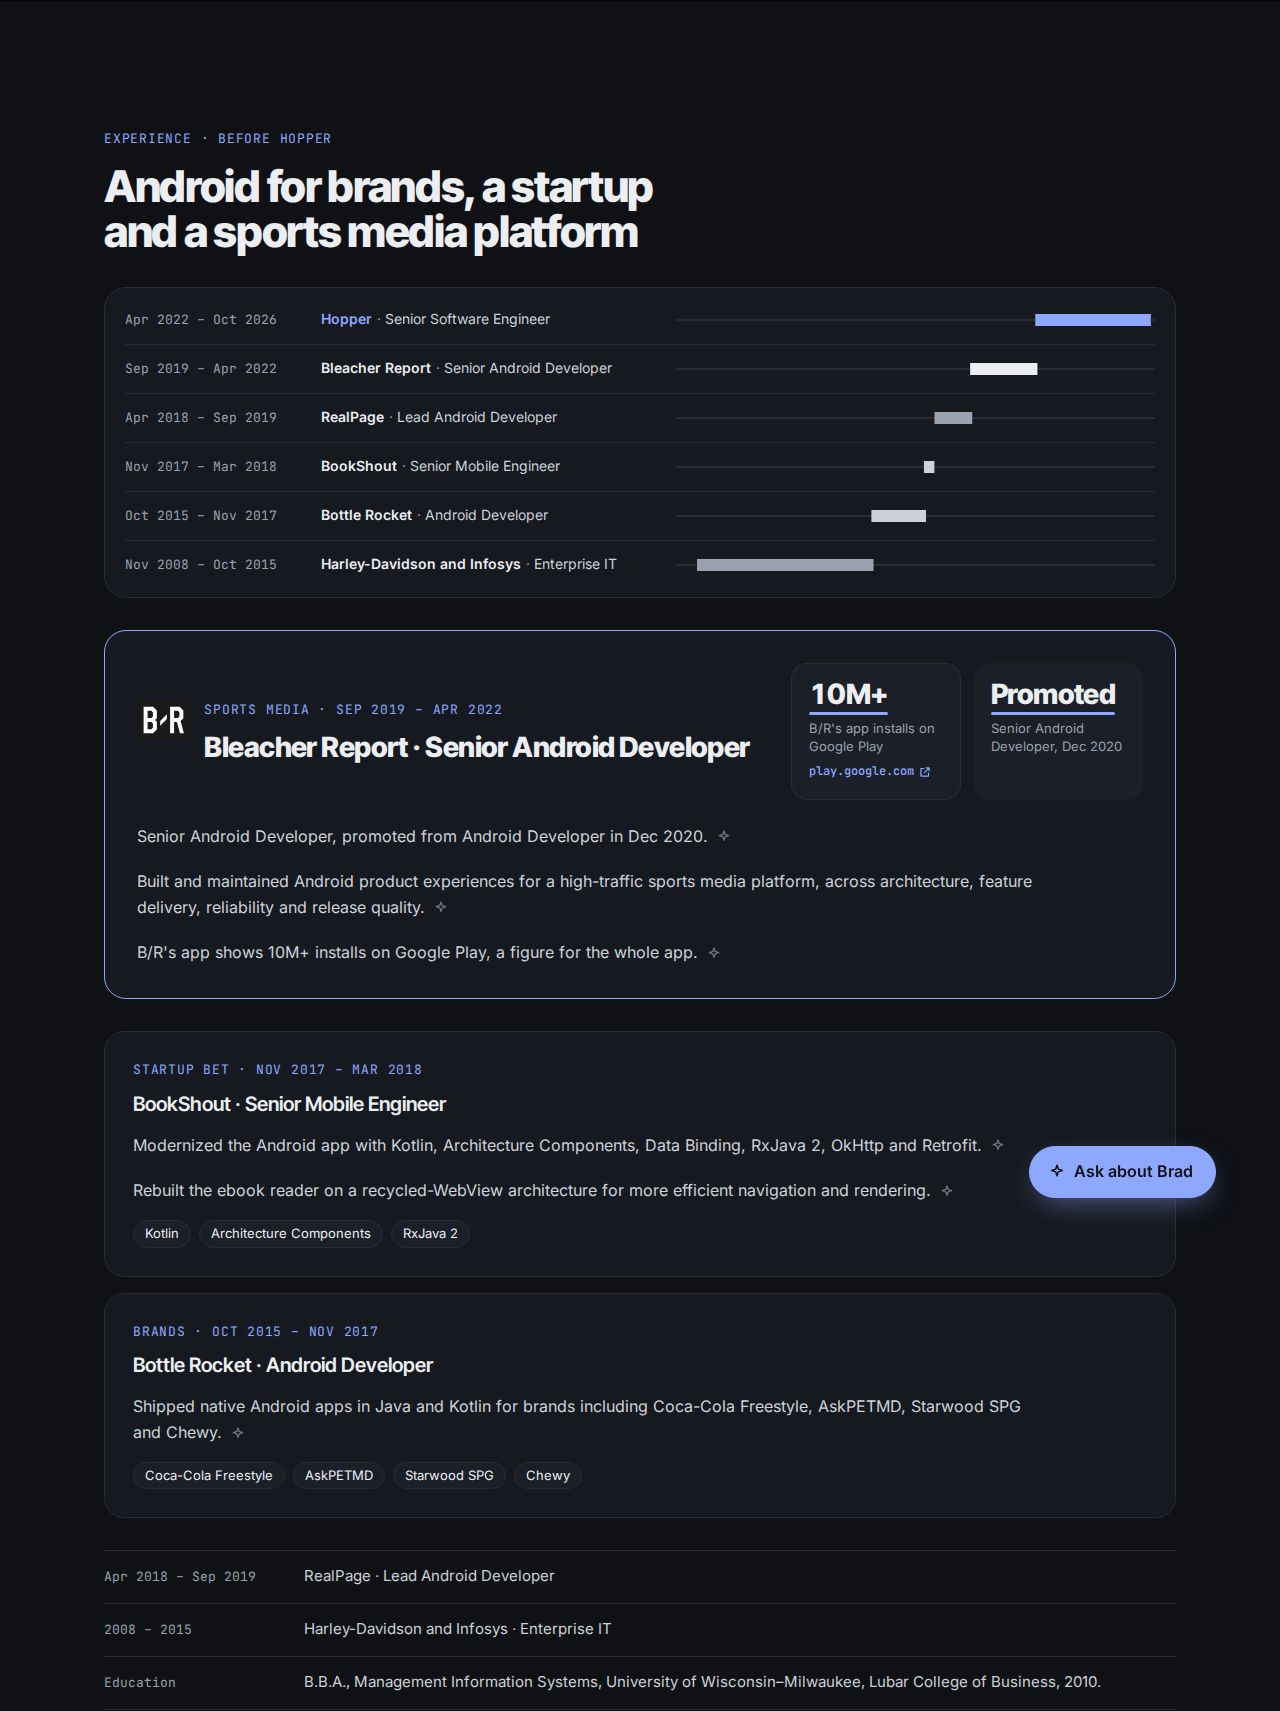 EXPERIENCE · BEFORE HOPPER
Android for brands, a startup
and a sports media platform
Apr 2022 – Oct 2026
Hopper · Senior Software Engineer
Sep 2019 – Apr 2022
Bleacher Report · Senior Android Developer
Apr 2018 – Sep 2019
RealPage · Lead Android Developer
Nov 2017 – Mar 2018
BookShout · Senior Mobile Engineer
Oct 2015 – Nov 2017
Bottle Rocket · Android Developer
Nov 2008 – Oct 2015
Harley-Davidson and Infosys · Enterprise IT
B/R
SPORTS MEDIA · SEP 2019 – APR 2022
Bleacher Report · Senior Android Developer
10M+
B/R's app installs on
Google Play
play.google.com
Promoted
Senior Android
Developer, Dec 2020
Senior Android Developer, promoted from Android Developer in Dec 2020.
Built and maintained Android product experiences for a high-traffic sports media platform, across architecture, feature
delivery, reliability and release quality.
B/R's app shows 10M+ installs on Google Play, a figure for the whole app.
STARTUP BET · NOV 2017 – MAR 2018
BookShout · Senior Mobile Engineer
Modernized the Android app with Kotlin, Architecture Components, Data Binding, RxJava 2, OkHttp and Retrofit.
Rebuilt the ebook reader on a recycled-WebView architecture for more efficient navigation and rendering.
Kotlin
Architecture Components
RxJava 2
Ask about Brad
BRANDS · OCT 2015 – NOV 2017
Bottle Rocket · Android Developer
Shipped native Android apps in Java and Kotlin for brands including Coca-Cola Freestyle, AskPETMD, Starwood SPG
and Chewy.
Coca-Cola Freestyle
AskPETMD
Starwood SPG
Chewy
Apr 2018 – Sep 2019
RealPage · Lead Android Developer
2008 – 2015
Harley-Davidson and Infosys · Enterprise IT
Education
B.B.A., Management Information Systems, University of Wisconsin–Milwaukee, Lubar College of Business, 2010.